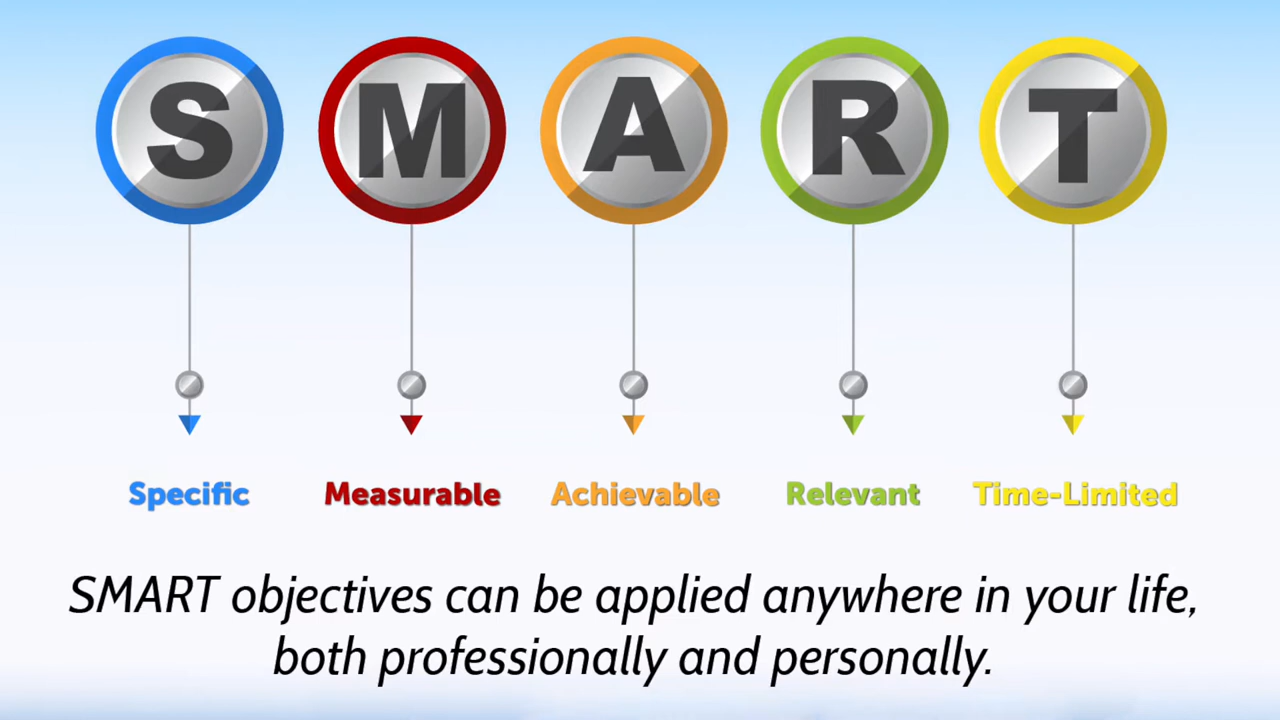 S M A R T
Specific Measurable Achievable Relevant Time-Limited
SMART objectives can be applied anywhere in your life,
both professionally and personally.